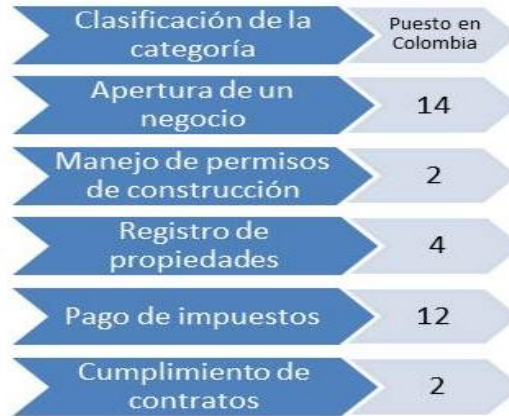 Clasificación de la
categoría
Puesto en
Colombia
Apertura de un
negocio
14
Manejo de permisos
de construcción
2
Registro de
propiedades
4
Pago de impuestos
12
Cumplimiento de
contratos
2